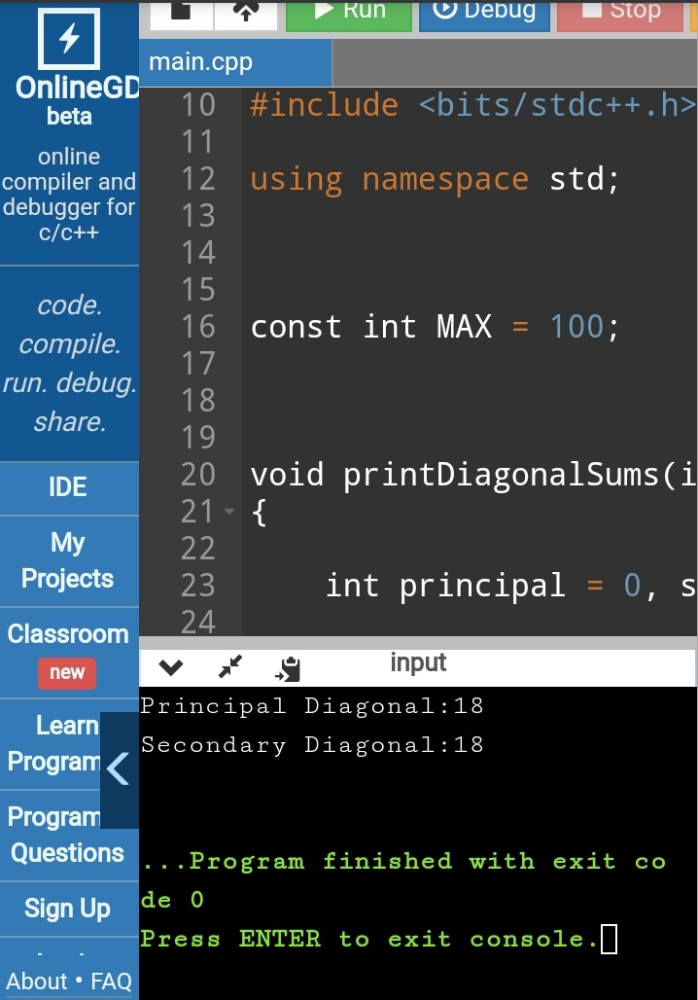 Run
Debug
Stop
OnlineGD
beta
online
compiler and
debugger for
c/c++
code.
compile.
run. debug.
share.
IDE
My
Projects
Classroom
new
Learn
Program
Program
Questions
Sign Up
About • FAQ
main.cpp
10 #include <bits/stdc++.h>
11
12 using namespace std;
13
14
15
16 const int MAX = 100;
17
18
19
20 void printDiagonalSums(i
21 {
22
23 int principal = 0, s
24
input
Principal Diagonal:18
Secondary Diagonal:18
...Program finished with exit co
de 0
Press ENTER to exit console.